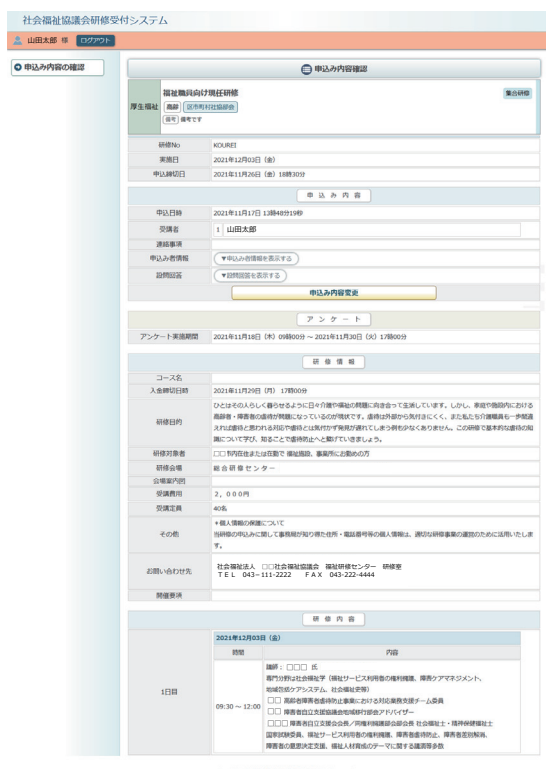 社会福祉協議会研修受付システム
山田太郎 様 ログアウト
申込み内容の確認
申込み内容確認
厚生福祉
福祉職員向け現任研修
集合研修
高齢 区市町村社協部会
備考 備考です
研修No KOUREI
実施日 2021年12月03日（金）
申込締切日 2021年11月26日（金）18時30分
申 込 み 内 容
申込日時 2021年11月17日 13時48分19秒
受講者 1 山田太郎
連絡事項
申込み者情報 ▼申込み者情報を表示する
設問回答 ▼設問回答を表示する
申込内容変更
ア ン ケ ー ト
アンケート実施期間 2021年11月18日（木）09時00分 ～ 2021年11月30日（火）17時00分
研 修 情 報
コース名
入金締切日時 2021年11月29日（月） 17時00分
研修目的
ひとはその人らしく暮らせるように日々介護や福祉の問題に向き合って生活しています。しかし、家庭や施設内における
高齢者・障害者の虐待が問題になっているのが現状です。虐待は外部から気付きにくく、また私たち介護職員も一歩間違
えれば虐待と思われる対応や虐待とは気付かず発見が遅れてしまう例も少なくありません。この研修で基本的な虐待の知
識について学び、知ることで虐待防止へと繋げていきましょう。
研修対象者 □□市内在住または在勤で 福祉施設、事業所にお勤めの方
研修会場 総 合 研 修 セ ン タ ー
会場案内図
受講費用 ２，０００円
受講定員 40名
その他
＋個人情報の保護について
当研修の申込みに関して事務局が知り得た住所・電話番号等の個人情報は、適切な研修事業の運営のために活用いたしま
す。
お問い合わせ先
社会福祉法人 □□社会福祉協議会 福祉研修センター 研修室
ＴＥＬ 043－111-2222 ＦＡＸ 043-222-4444
開催要項
研 修 内 容
2021年12月03日（金）
時間 内容
1日目
09:30 ～ 12:00
講師：□□□ 氏
専門分野は社会福祉学（福祉サービス利用者の権利擁護、障害ケアマネジメント、
地域包括ケアシステム、社会福祉史等）
□□ 高齢者障害者虐待防止事業における対応業務支援チーム委員
□□ 障害者自立支援協議会地域移行部会アドバイザー
□□□ 障害者自立支援会会長／同権利擁護部会部会長 社会福祉士・精神保健福祉士
国家試験委員、福祉サービス利用者の権利擁護、障害者虐待防止、障害者差別解消、
障害者の意思決定支援、福祉人材育成のテーマに関する講演等多数